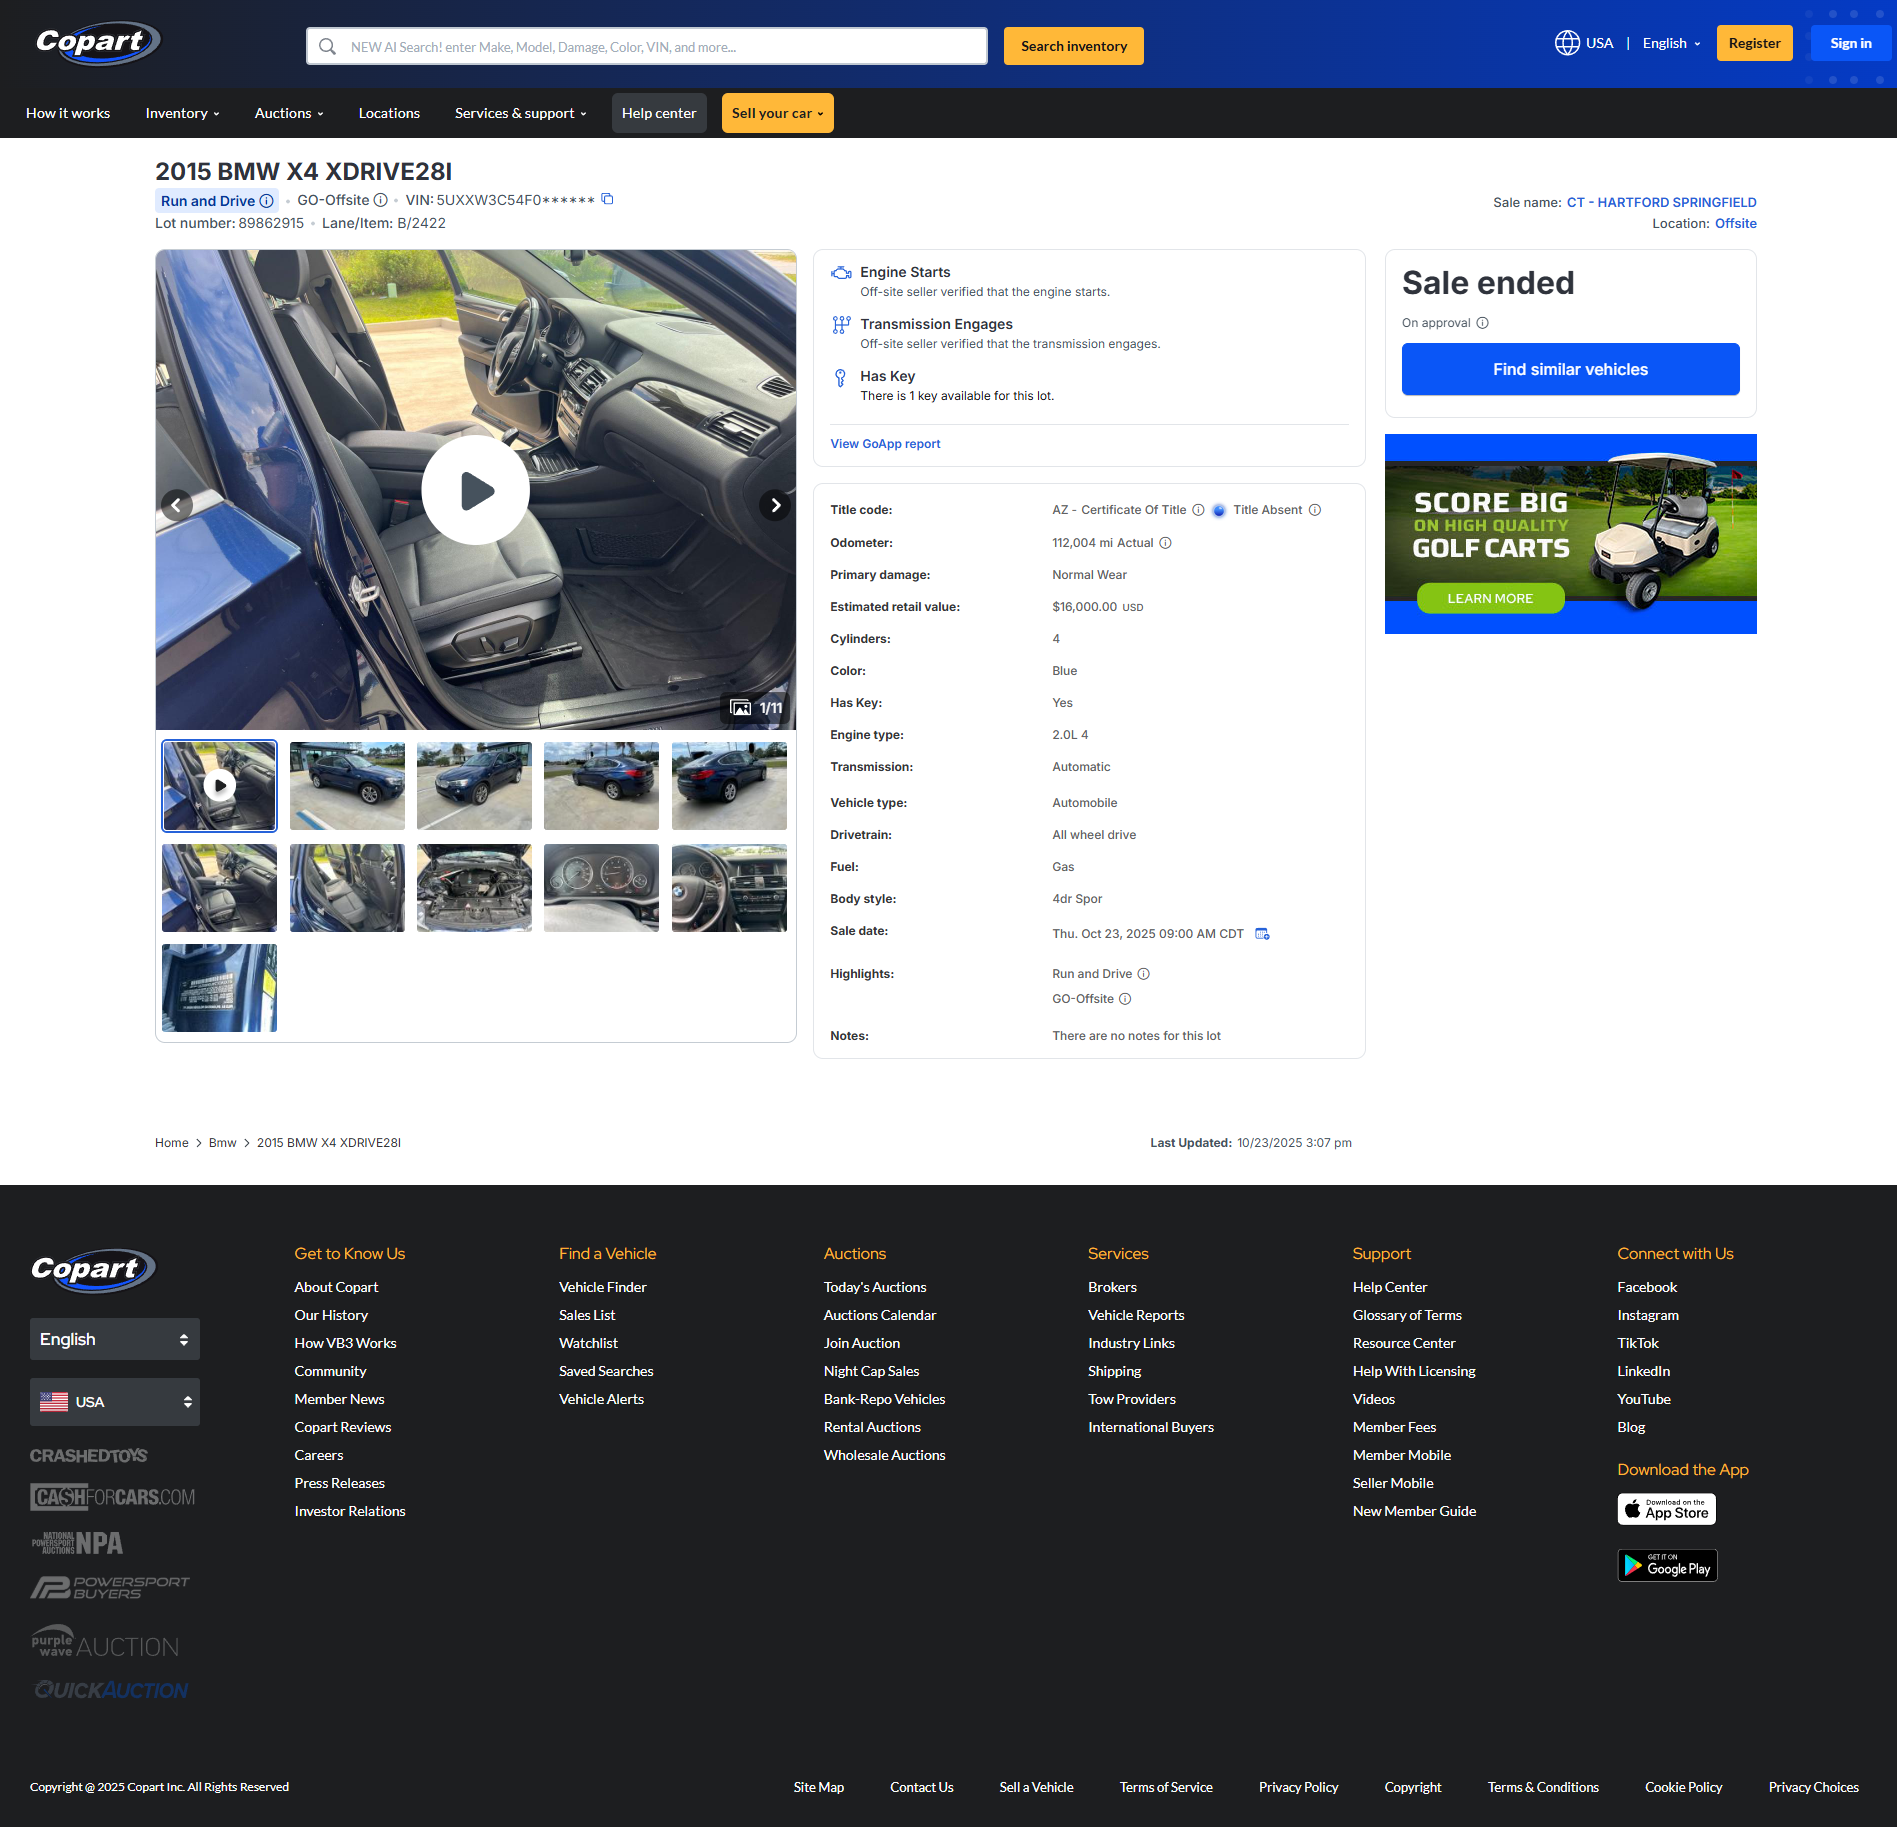 Copart
NEW AI Search! enter Make, Model, Damage, Color, VIN, and more...
Search inventory
USA | English
Register
Sign in
How it works
Inventory
Auctions
Locations
Services & support
Help center
Sell your car
2015 BMW X4 XDRIVE28I
Run and Drive • GO-Offsite • VIN: 5UXXW3C54F0******
Lot number: 89862915 • Lane/Item: B/2422
Sale name: CT - HARTFORD SPRINGFIELD
Location: Offsite
1/11
Engine Starts
Off-site seller verified that the engine starts.
Transmission Engages
Off-site seller verified that the transmission engages.
Has Key
There is 1 key available for this lot.
View GoApp report
Title code: AZ - Certificate Of Title Title Absent
Odometer: 112,004 mi Actual
Primary damage: Normal Wear
Estimated retail value: $16,000.00 USD
Cylinders: 4
Color: Blue
Has Key: Yes
Engine type: 2.0L 4
Transmission: Automatic
Vehicle type: Automobile
Drivetrain: All wheel drive
Fuel: Gas
Body style: 4dr Spor
Sale date: Thu. Oct 23, 2025 09:00 AM CDT
Highlights: Run and Drive
GO-Offsite
Notes: There are no notes for this lot
Sale ended
On approval
Find similar vehicles
SCORE BIG
ON HIGH QUALITY
GOLF CARTS
LEARN MORE
Home > Bmw > 2015 BMW X4 XDRIVE28I
Last Updated: 10/23/2025 3:07 pm
Copart
English
USA
CRASHEDTOYS
CASHFORCARS.COM
NATIONAL
POWERSPORT
AUCTIONS
NPA
POWERSPORT
BUYERS
purple
wave AUCTION
QUICKAUCTION
Get to Know Us
About Copart
Our History
How VB3 Works
Community
Member News
Copart Reviews
Careers
Press Releases
Investor Relations
Find a Vehicle
Vehicle Finder
Sales List
Watchlist
Saved Searches
Vehicle Alerts
Auctions
Today's Auctions
Auctions Calendar
Join Auction
Night Cap Sales
Bank-Repo Vehicles
Rental Auctions
Wholesale Auctions
Services
Brokers
Vehicle Reports
Industry Links
Shipping
Tow Providers
International Buyers
Support
Help Center
Glossary of Terms
Resource Center
Help With Licensing
Videos
Member Fees
Member Mobile
Seller Mobile
New Member Guide
Connect with Us
Facebook
Instagram
TikTok
LinkedIn
YouTube
Blog
Download the App
Download on the
App Store
GET IT ON
Google Play
Copyright @ 2025 Copart Inc. All Rights Reserved
Site Map
Contact Us
Sell a Vehicle
Terms of Service
Privacy Policy
Copyright
Terms & Conditions
Cookie Policy
Privacy Choices